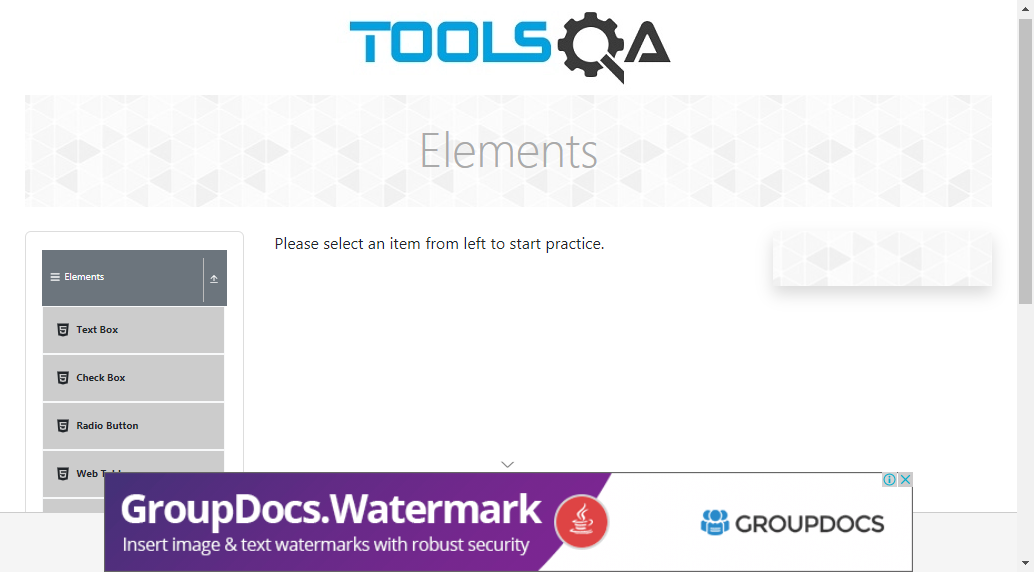 TOOLSQA
Elements
Please select an item from left to start practice.
Elements
Text Box
Check Box
Radio Button
Web
GroupDocs.Watermark
Insert image & text watermarks with robust security
GROUPDOCS